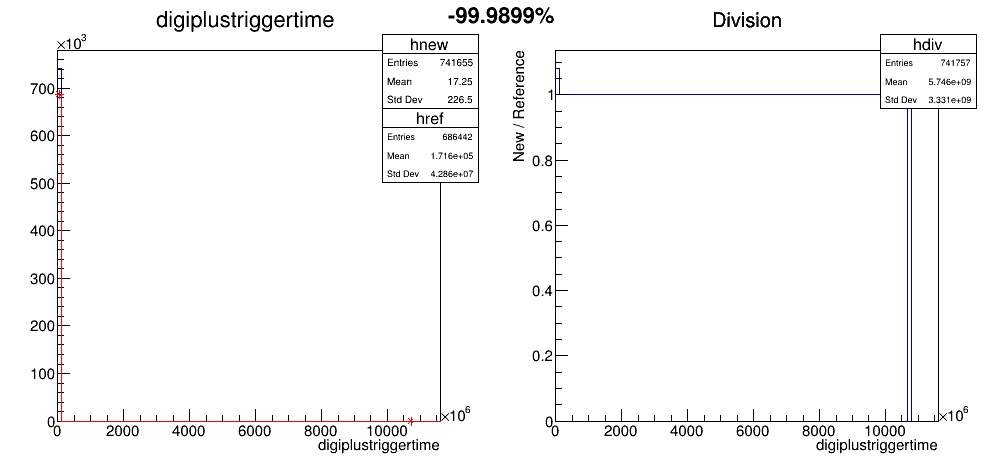 digiplustriggertime
-99.9899%
Division
×10³
hnew
Entries 741655
Mean 17.25
Std Dev 226.5
href
Entries 686442
Mean 1.716e+05
Std Dev 4.286e+07
700
600
500
400
300
200
100
0
0 2000 4000 6000 8000 10000
×10⁶
digiplustriggertime
hdiv
Entries 741757
Mean 5.746e+09
Std Dev 3.331e+09
New / Reference
1
0.8
0.6
0.4
0.2
0
0 2000 4000 6000 8000 10000
×10⁶
digiplustriggertime